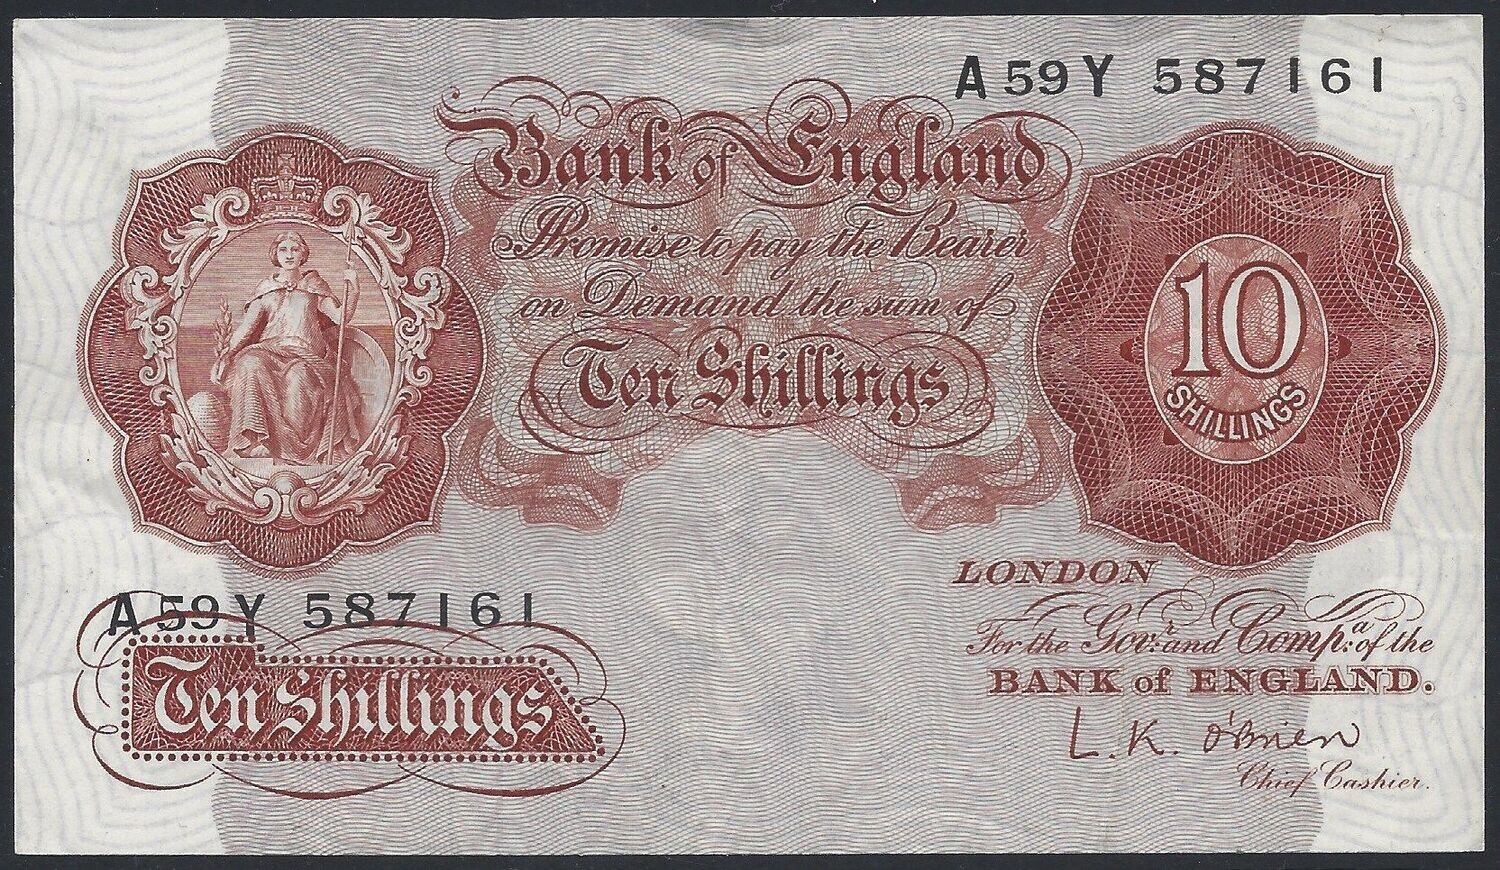 A59Y 587161
Bank of England
Promise to pay the Bearer
on Demand the sum of
Ten Shillings
10
SHILLINGS
A59Y 587161
Ten Shillings
LONDON
For the Govr: and Compa: of the
BANK of ENGLAND.
L. K. O'Brien
Chief Cashier.